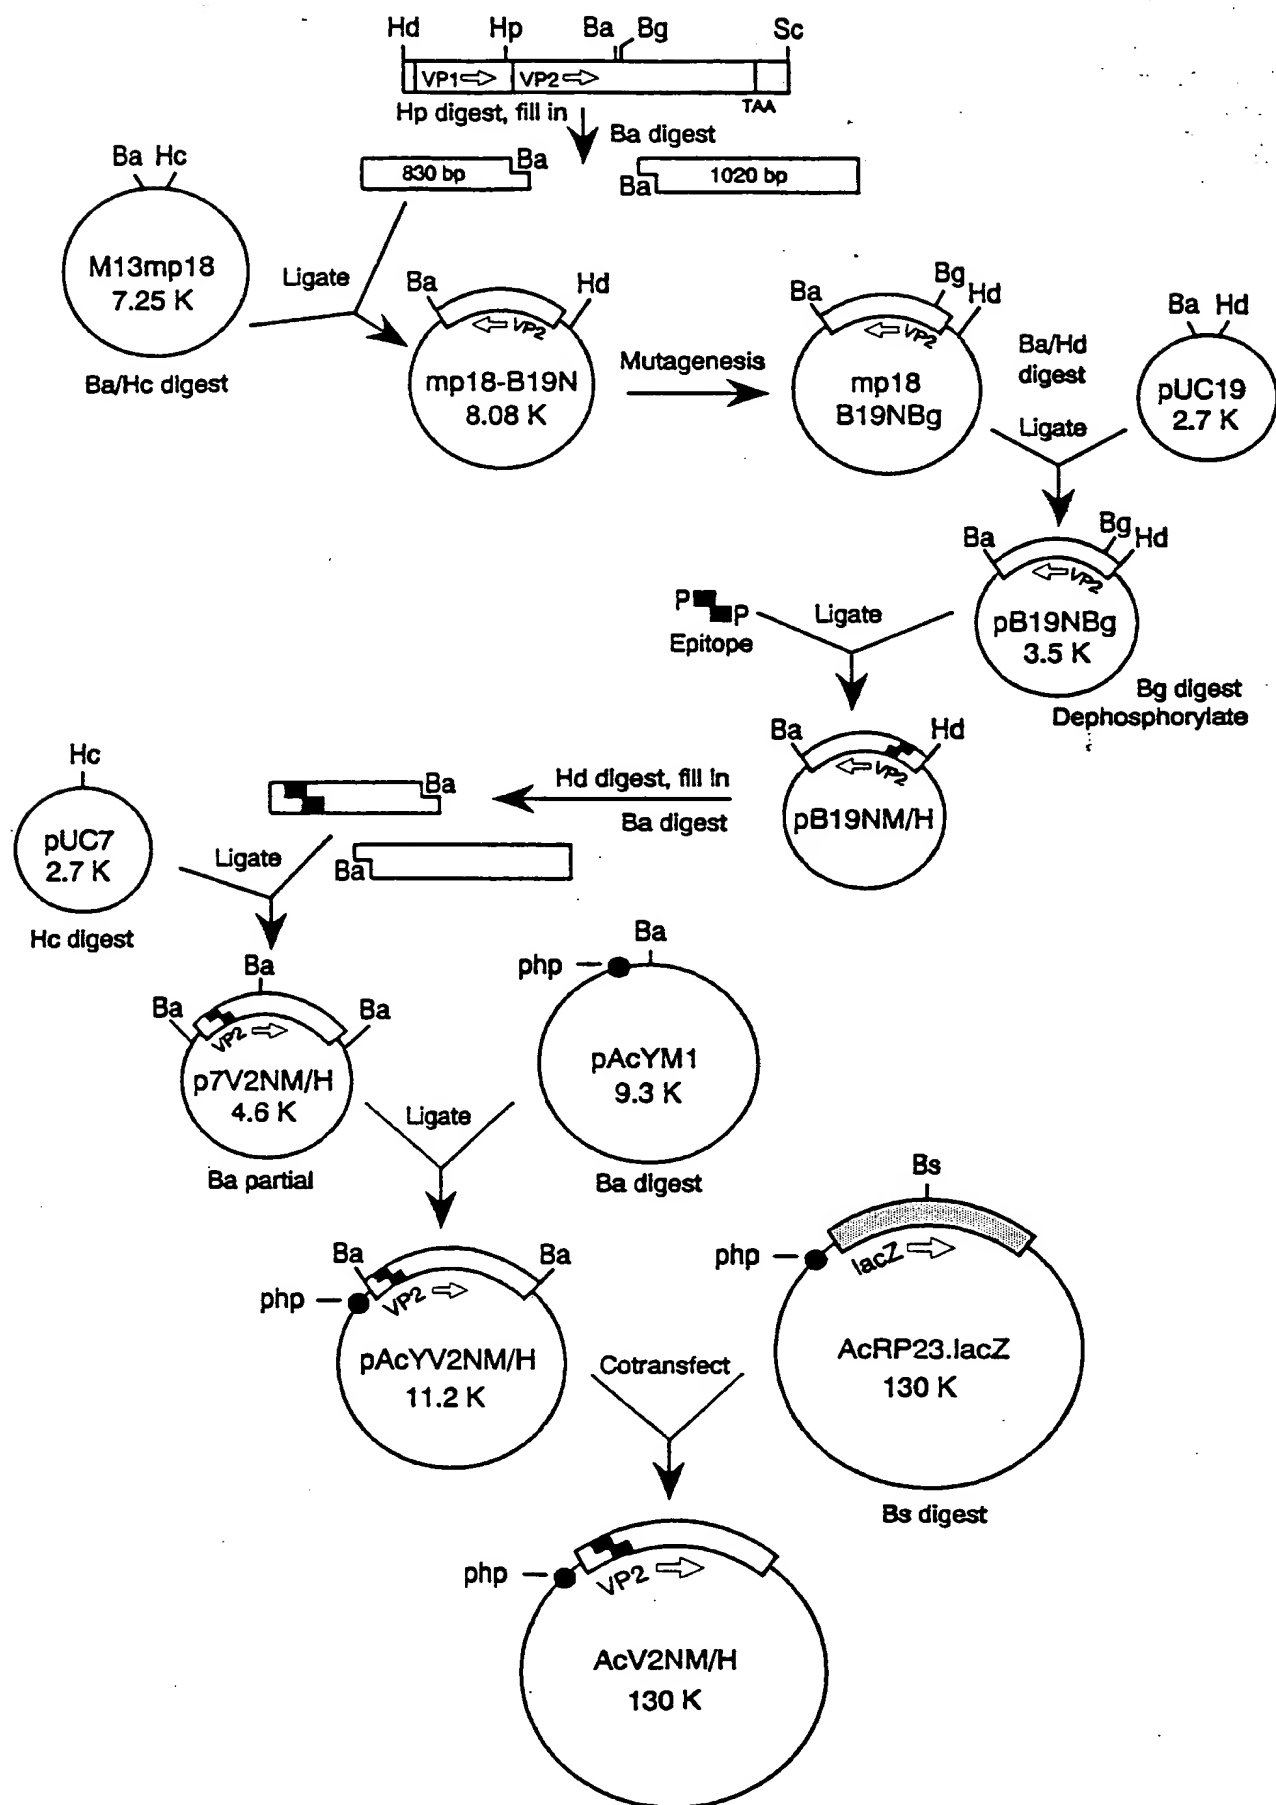 Hd Hp Ba Bg Sc
VP1 VP2
TAA
Hp digest, fill in
Ba digest
830 bp
Ba
1020 bp
Ba
Ba Hc
M13mp18
7.25 K
Ba/Hc digest
Ligate
Ba
Hd
VP2
mp18-B19N
8.08 K
Mutagenesis
Ba
Bg
Hd
VP2
mp18
B19NBg
Ba/Hd
digest
Ligate
Ba Hd
pUC19
2.7 K
Ba
Bg
Hd
VP2
pB19NBg
3.5 K
Bg digest
Dephosphorylate
P
P
Epitope
Ligate
Ba
Hd
VP2
pB19NM/H
Hd digest, fill in
Ba digest
Ba
Ba
Hc
pUC7
2.7 K
Hc digest
Ligate
Ba
Ba
Ba
VP2
p7V2NM/H
4.6 K
Ba partial
Ligate
php
Ba
pAcYM1
9.3 K
Ba digest
Ba
Ba
php
VP2
pAcYV2NM/H
11.2 K
Cotransfect
Bs
php
lacZ
AcRP23.lacZ
130 K
Bs digest
php
VP2
AcV2NM/H
130 K